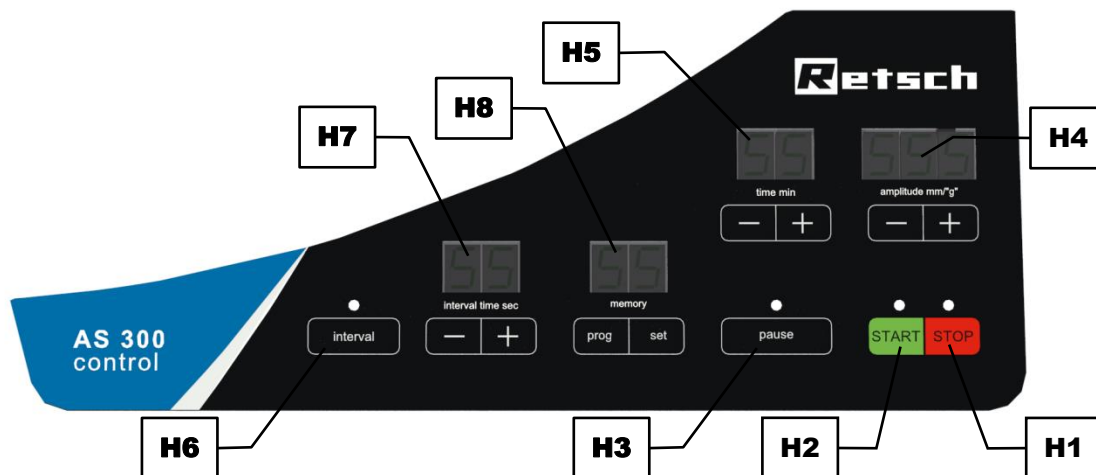 H5
Retsch
H8
H7
H4
time min
amplitude mm/"g"
− +
− +
interval time sec
memory
AS 300
control
interval
− +
prog set
pause
START STOP
H6
H3
H2
H1